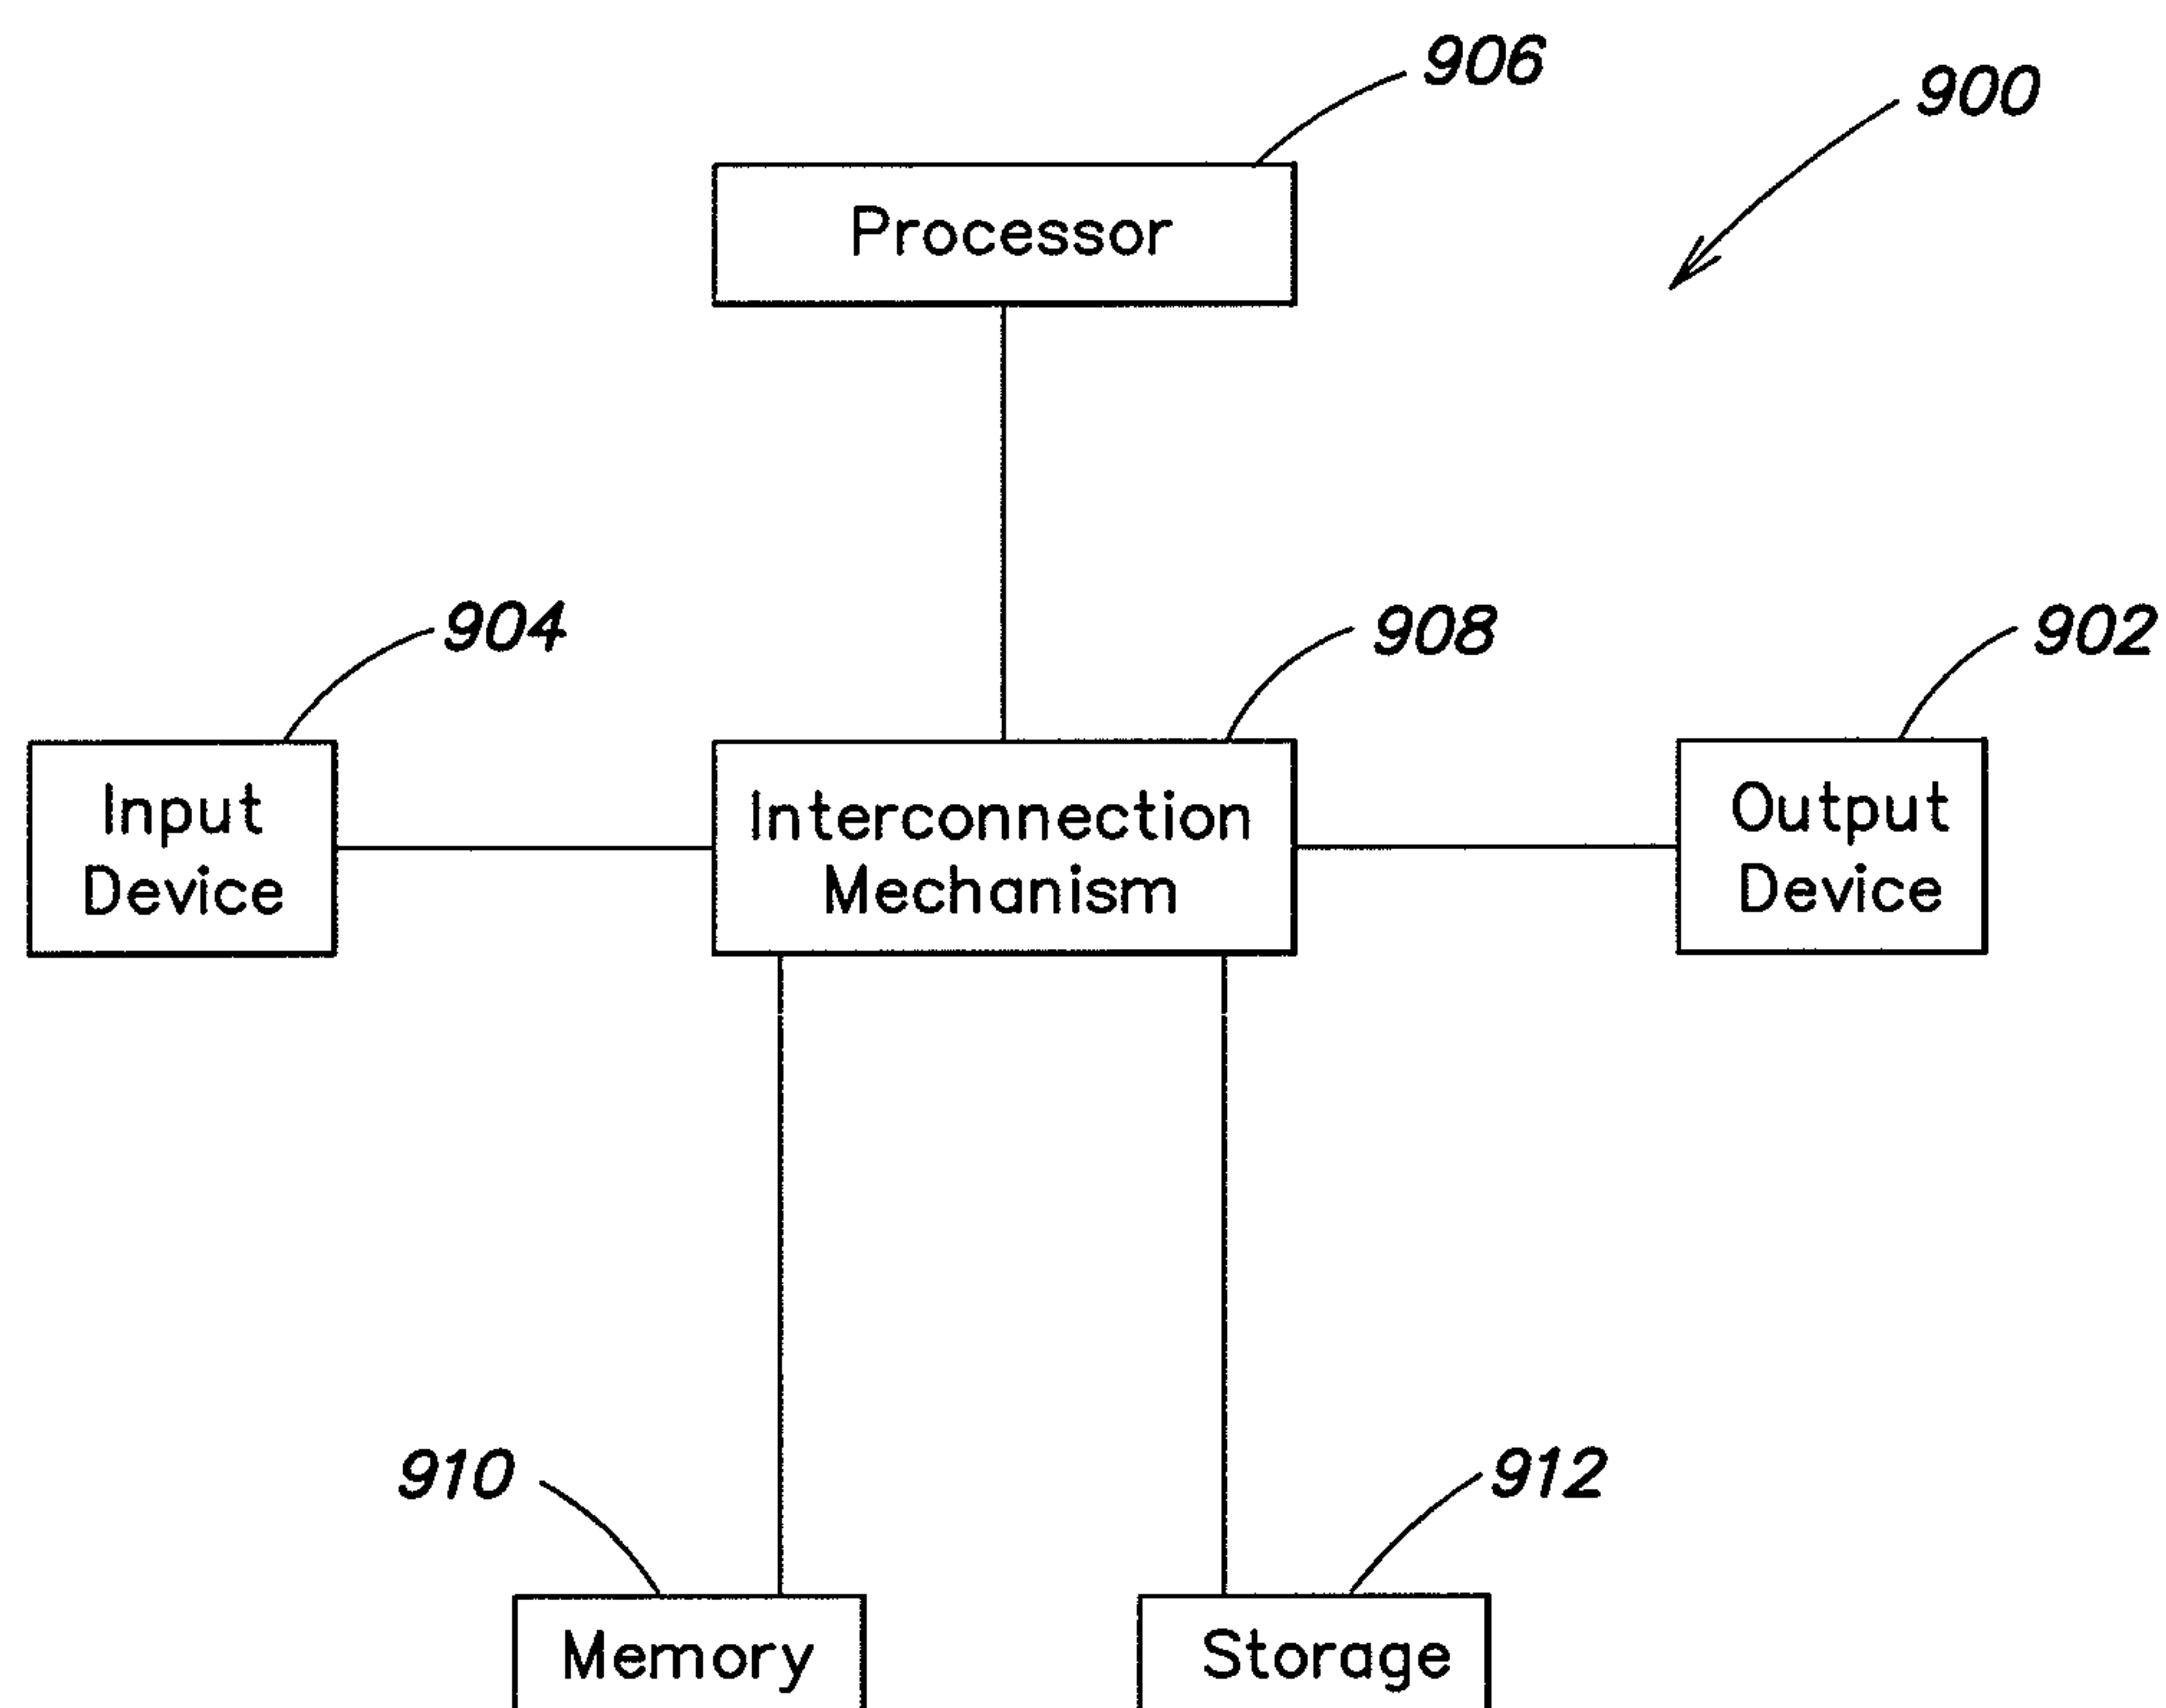 906
900
Processor
904
908
902
Input
Device
Interconnection
Mechanism
Output
Device
910
912
Memory
Storage